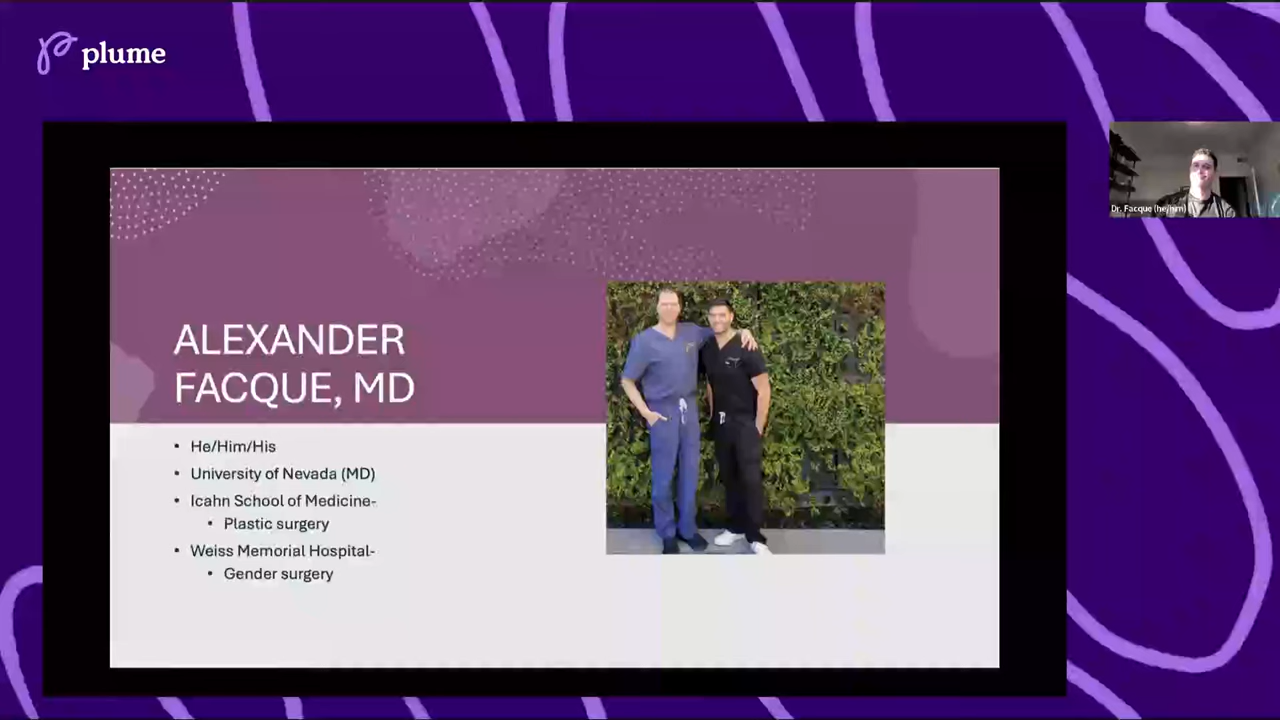 plume
Dr. Facque (he/him)
ALEXANDER
FACQUE, MD
• He/Him/His
• University of Nevada (MD)
• Icahn School of Medicine-
• Plastic surgery
• Weiss Memorial Hospital-
• Gender surgery